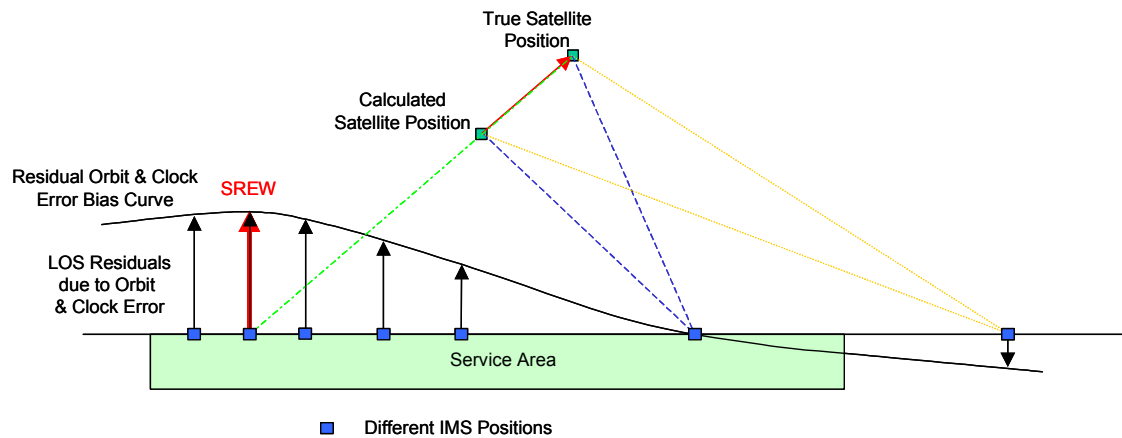 True Satellite
Position
Calculated
Satellite Position
Residual Orbit & Clock
Error Bias Curve
SREW
LOS Residuals
due to Orbit
& Clock Error
Service Area
Different IMS Positions